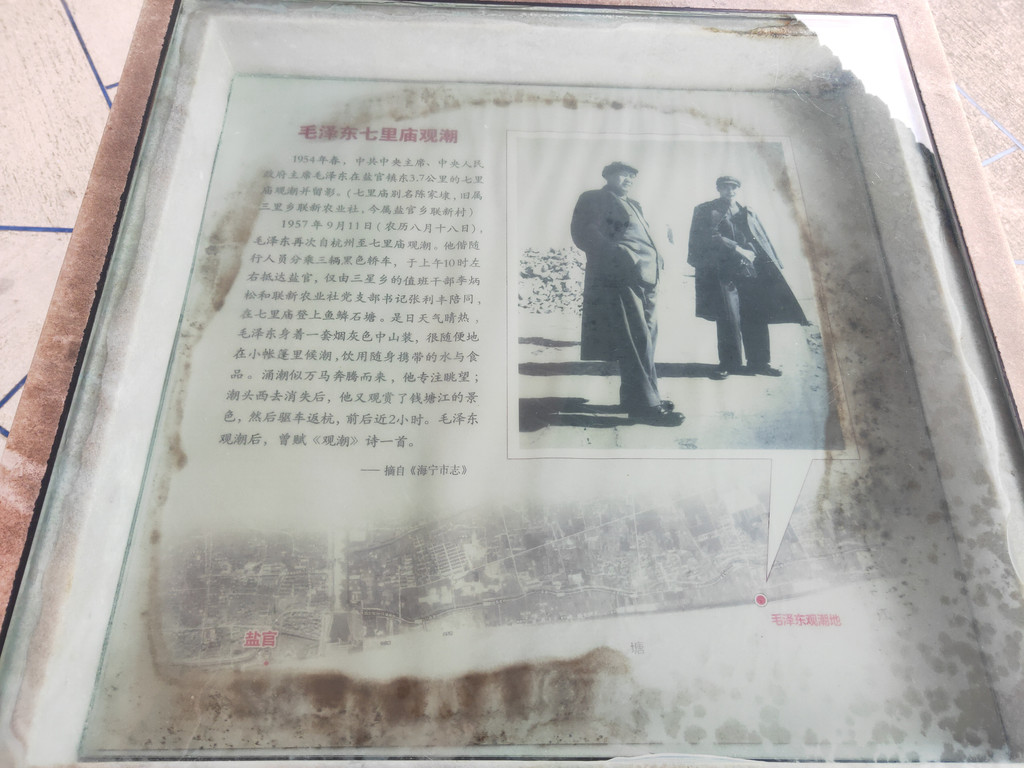 毛泽东七里庙观潮
1954年春，中共中央主席、中央人民
政府主席毛泽东在盐官镇东3.7公里的七里
庙观潮并留影。(七里庙别名陈家埭，旧属
三里乡联新农业社，今属盐官乡联新村)
1957年9月11日(农历八月十八日)，
毛泽东再次自杭州至七里庙观潮。他偕随
行人员分乘三辆黑色轿车，于上午10时左
右抵达盐官，仅由三星乡的值班干部李炳
松和联新农业社党支部书记张利丰陪同，
在七里庙登上鱼鳞石塘。是日天气晴热，
毛泽东身着一套烟灰色中山装，很随便地
在小帐篷里候潮，饮用随身携带的水与食
品。涌潮似万马奔腾而来，他专注眺望；
潮头西去消失后，他又观赏了钱塘江的景
色，然后驱车返杭，前后近2小时。毛泽东
观潮后，曾赋《观潮》诗一首。
——摘自《海宁市志》
盐官
毛泽东观潮地